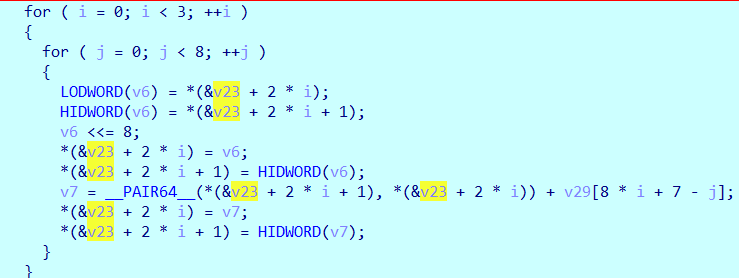 for ( i = 0; i < 3; ++i )
{
for ( j = 0; j < 8; ++j )
{
LODWORD(v6) = *(&v23 + 2 * i);
HIDWORD(v6) = *(&v23 + 2 * i + 1);
v6 <<= 8;
*(&v23 + 2 * i) = v6;
*(&v23 + 2 * i + 1) = HIDWORD(v6);
v7 = __PAIR64__(*(&v23 + 2 * i + 1), *(&v23 + 2 * i)) + v29[8 * i + 7 - j];
*(&v23 + 2 * i) = v7;
*(&v23 + 2 * i + 1) = HIDWORD(v7);
}
}